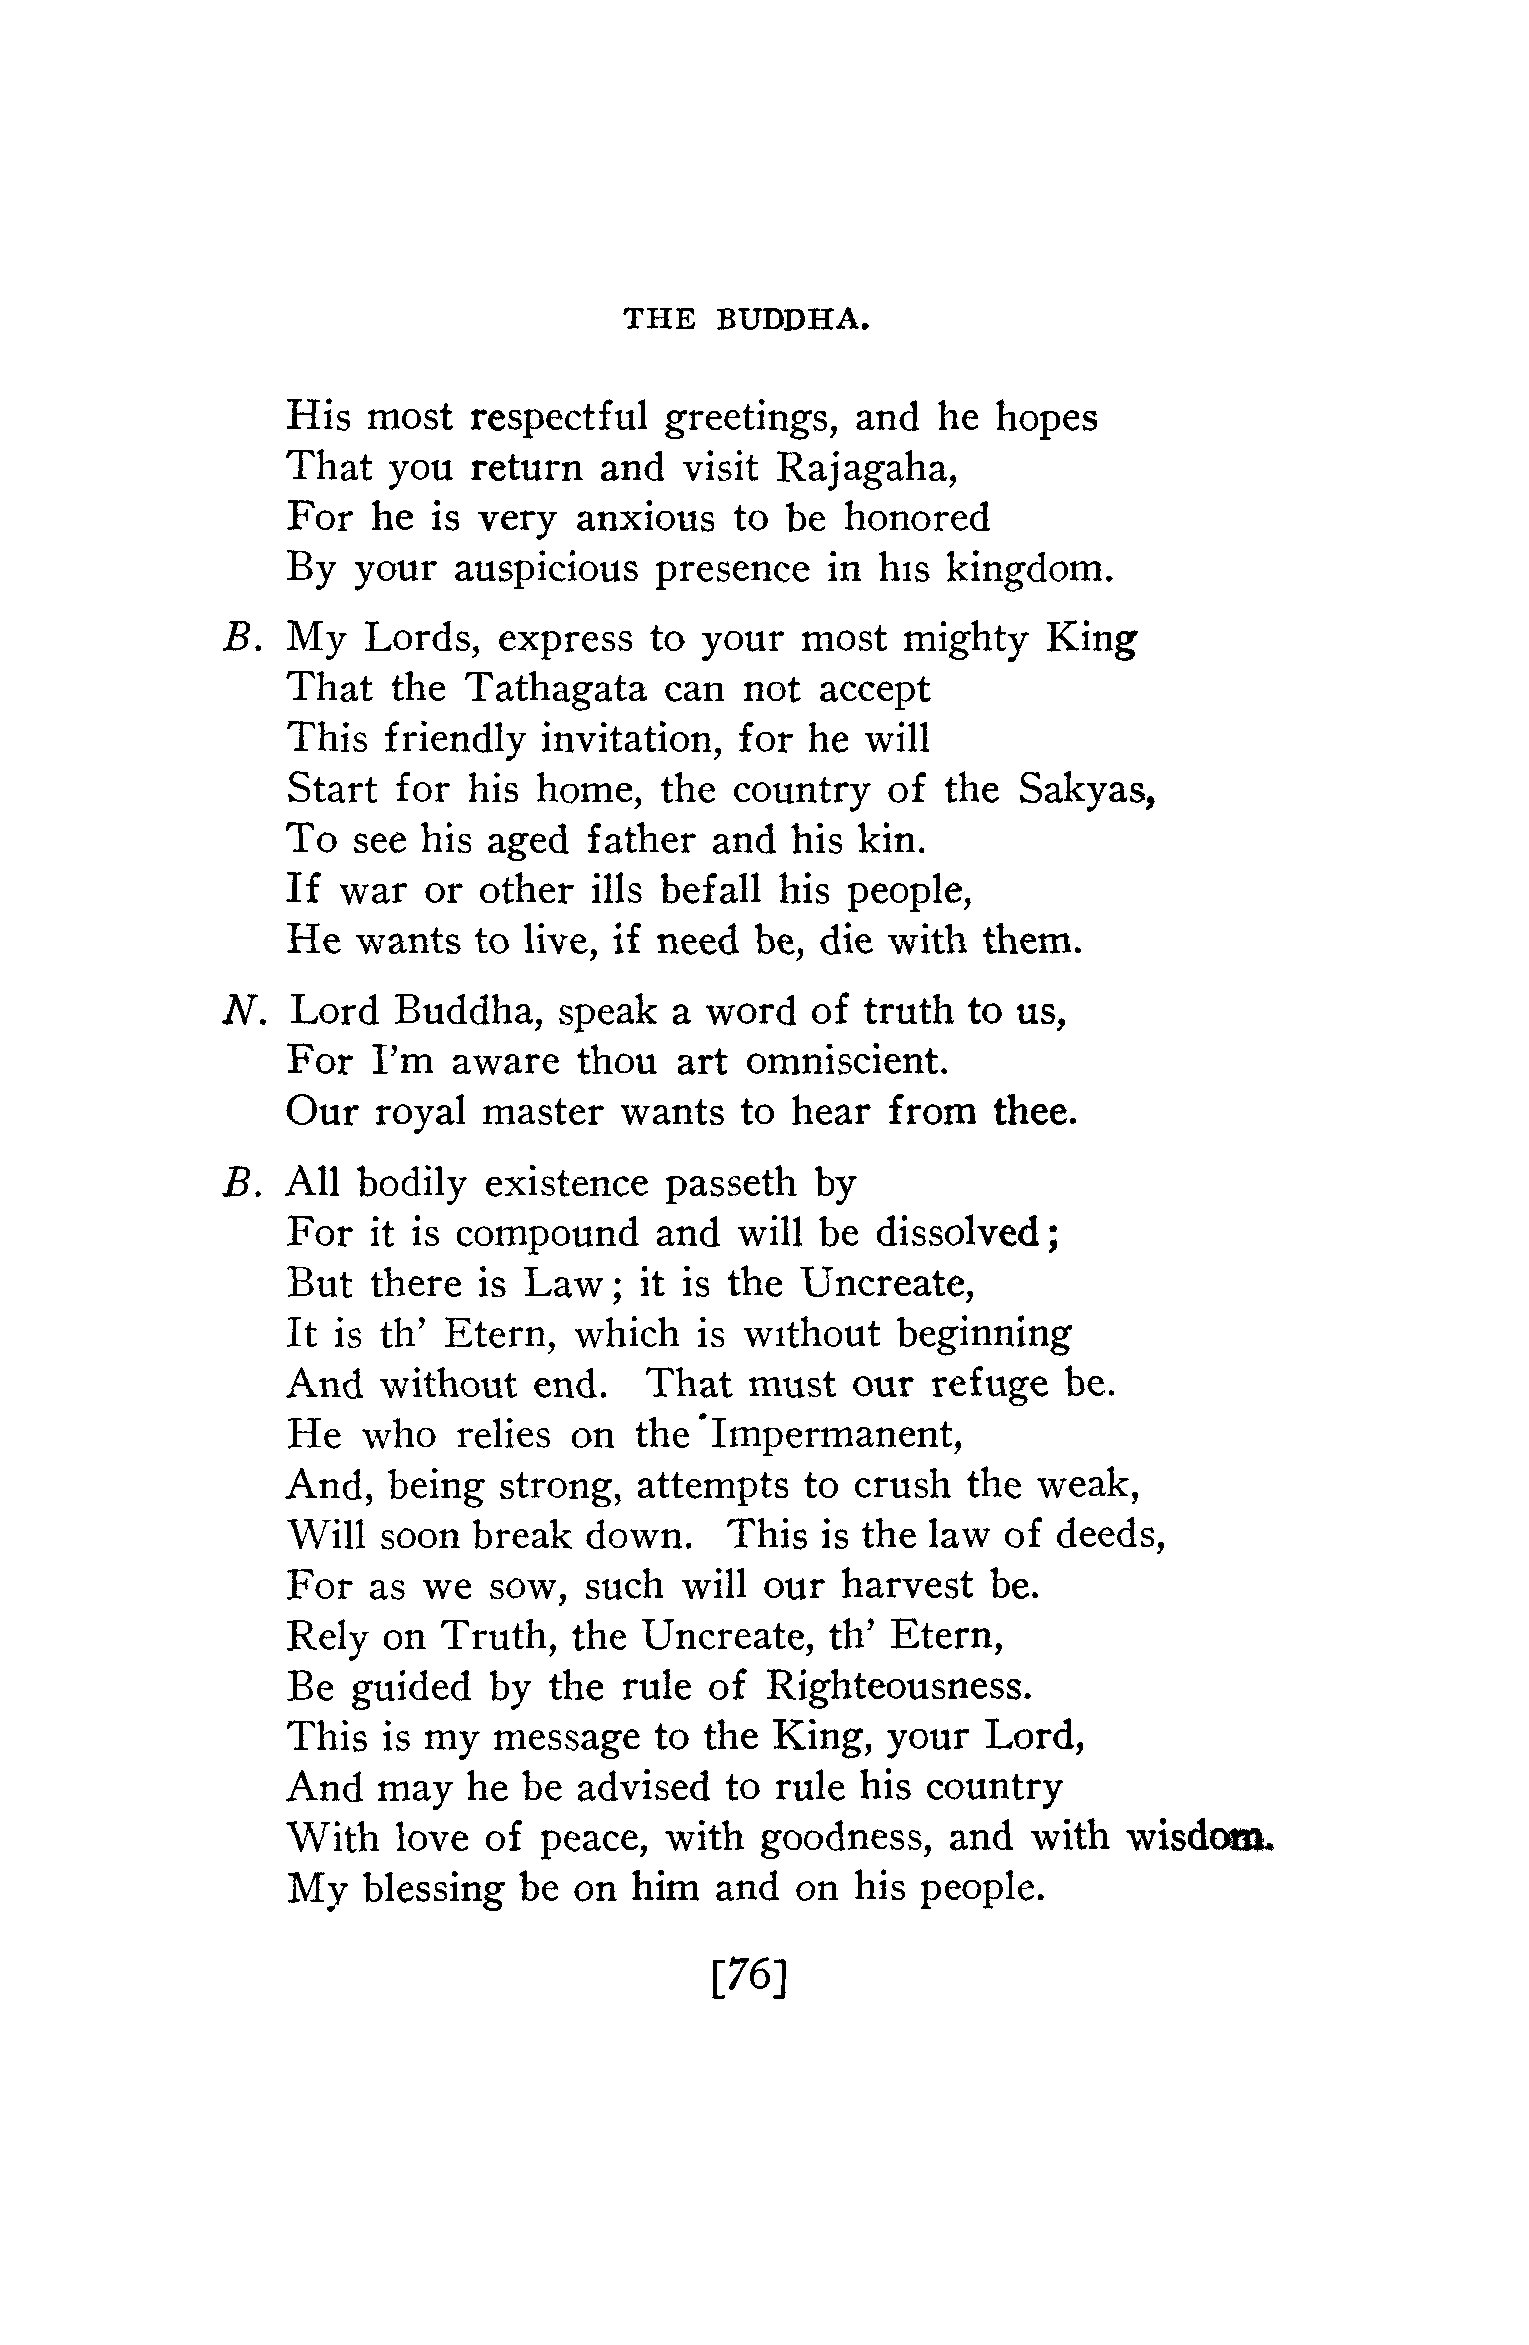 THE BUDDHA.
His most respectful greetings, and he hopes
That you return and visit Rajagaha,
For he is very anxious to be honored
By your auspicious presence in his kingdom.
B. My Lords, express to your most mighty King
That the Tathagata can not accept
This friendly invitation, for he will
Start for his home, the country of the Sakyas,
To see his aged father and his kin.
If war or other ills befall his people,
He wants to live, if need be, die with them.
N. Lord Buddha, speak a word of truth to us,
For I'm aware thou art omniscient.
Our royal master wants to hear from thee.
B. All bodily existence passeth by
For it is compound and will be dissolved;
But there is Law; it is the Uncreate,
It is th' Etern, which is without beginning
And without end. That must our refuge be.
He who relies on the Impermanent,
And, being strong, attempts to crush the weak,
Will soon break down. This is the law of deeds,
For as we sow, such will our harvest be.
Rely on Truth, the Uncreate, th' Etern,
Be guided by the rule of Righteousness.
This is my message to the King, your Lord,
And may he be advised to rule his country
With love of peace, with goodness, and with wisdom.
My blessing be on him and on his people.
[76]